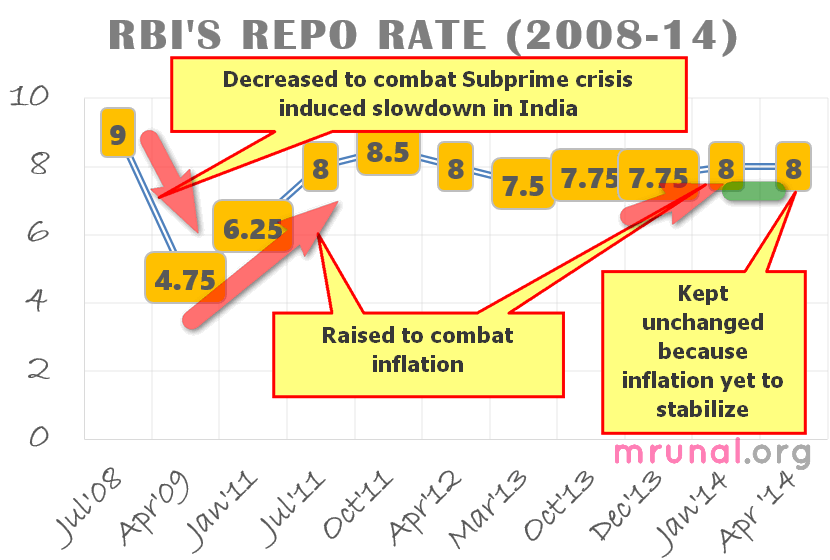 RBI'S REPO RATE (2008-14)
Decreased to combat Subprime crisis
induced slowdown in India
10
8
6
4
2
0
9
4.75
6.25
8
8.5
8
7.5
7.75
7.75
8
8
Raised to combat
inflation
Kept
unchanged
because
inflation yet to
stabilize
mrunal.org
Jul'08
Apr'09
Jan'11
Jul'11
Oct'11
Apr'12
Mar'13
Oct'13
Dec'13
Jan'14
Apr '14